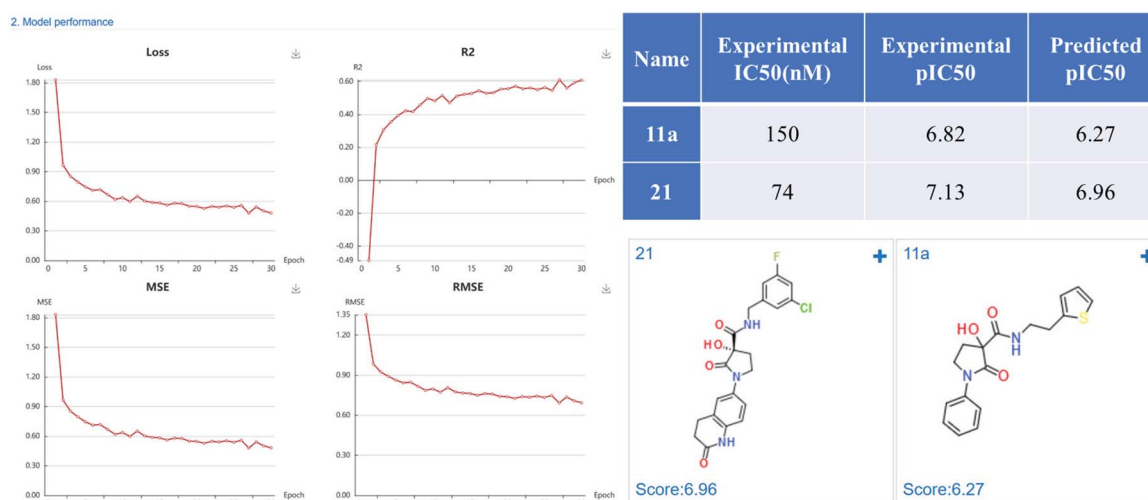 2. Model performance
Loss
Loss
1.80
1.50
1.20
0.90
0.60
0.30
0.00
0 5 10 15 20 25 30
Epoch
R2
R2
0.60
0.40
0.20
0.00
-0.20
-0.40
-0.49
0 5 10 15 20 25 30
Epoch
MSE
MSE
1.80
1.50
1.20
0.90
0.60
0.30
0.00
Epoch
RMSE
RMSE
1.35
1.20
0.90
0.60
0.30
0.00
Epoch
Name Experimental IC50(nM) Experimental pIC50 Predicted pIC50
11a 150 6.82 6.27
21 74 7.13 6.96
21
F
Cl
O
NH
HO
O
N
NH
O
Score:6.96
11a
S
HO
O
N
H
O
N
Score:6.27